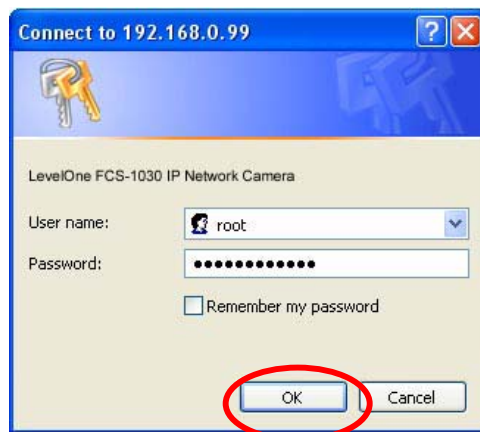 Connect to 192.168.0.99
LevelOne FCS-1030 IP Network Camera
User name:
root
Password:
••••••••••••
Remember my password
OK
Cancel